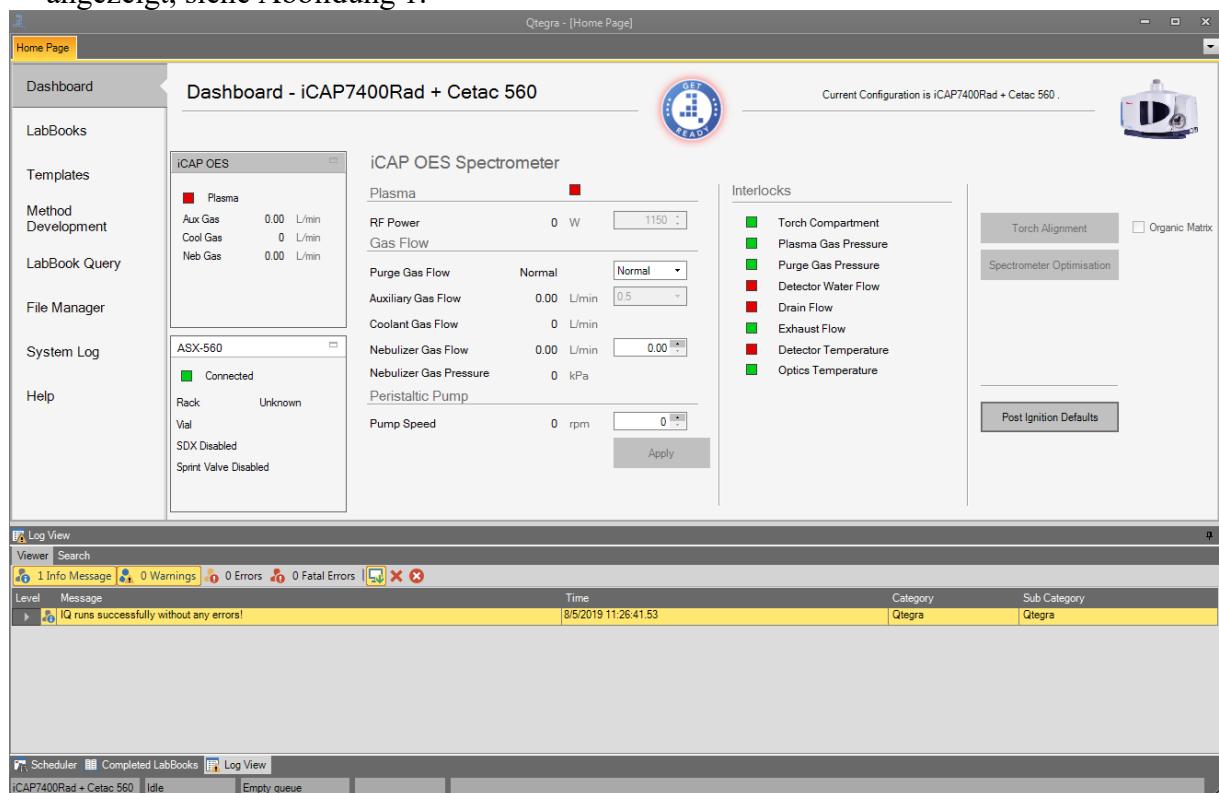 angezeigt, siehe Abbildung 1.
Qtegra - [Home Page]
Home Page
Dashboard
LabBooks
Templates
Method
Development
LabBook Query
File Manager
System Log
Help
Dashboard - iCAP7400Rad + Cetac 560
GET
READY
Current Configuration is iCAP7400Rad + Cetac 560 .
iCAP OES
Plasma
Aux Gas 0.00 L/min
Cool Gas 0 L/min
Neb Gas 0.00 L/min
ASX-560
Connected
Rack Unknown
Vial
SDX Disabled
Sprint Valve Disabled
iCAP OES Spectrometer
Plasma
RF Power 0 W 1150
Gas Flow
Purge Gas Flow Normal Normal
Auxiliary Gas Flow 0.00 L/min 0.5
Coolant Gas Flow 0 L/min
Nebulizer Gas Flow 0.00 L/min 0.00
Nebulizer Gas Pressure 0 kPa
Peristaltic Pump
Pump Speed 0 rpm 0
Apply
Interlocks
Torch Compartment
Plasma Gas Pressure
Purge Gas Pressure
Detector Water Flow
Drain Flow
Exhaust Flow
Detector Temperature
Optics Temperature
Torch Alignment
Organic Matrix
Spectrometer Optimisation
Post Ignition Defaults
Log View
Viewer Search
1 Info Message 0 Warnings 0 Errors 0 Fatal Errors
Level Message Time Category Sub Category
IQ runs successfully without any errors! 8/5/2019 11:26:41.53 Qtegra Qtegra
Scheduler Completed LabBooks Log View
iCAP7400Rad + Cetac 560 Idle Empty queue